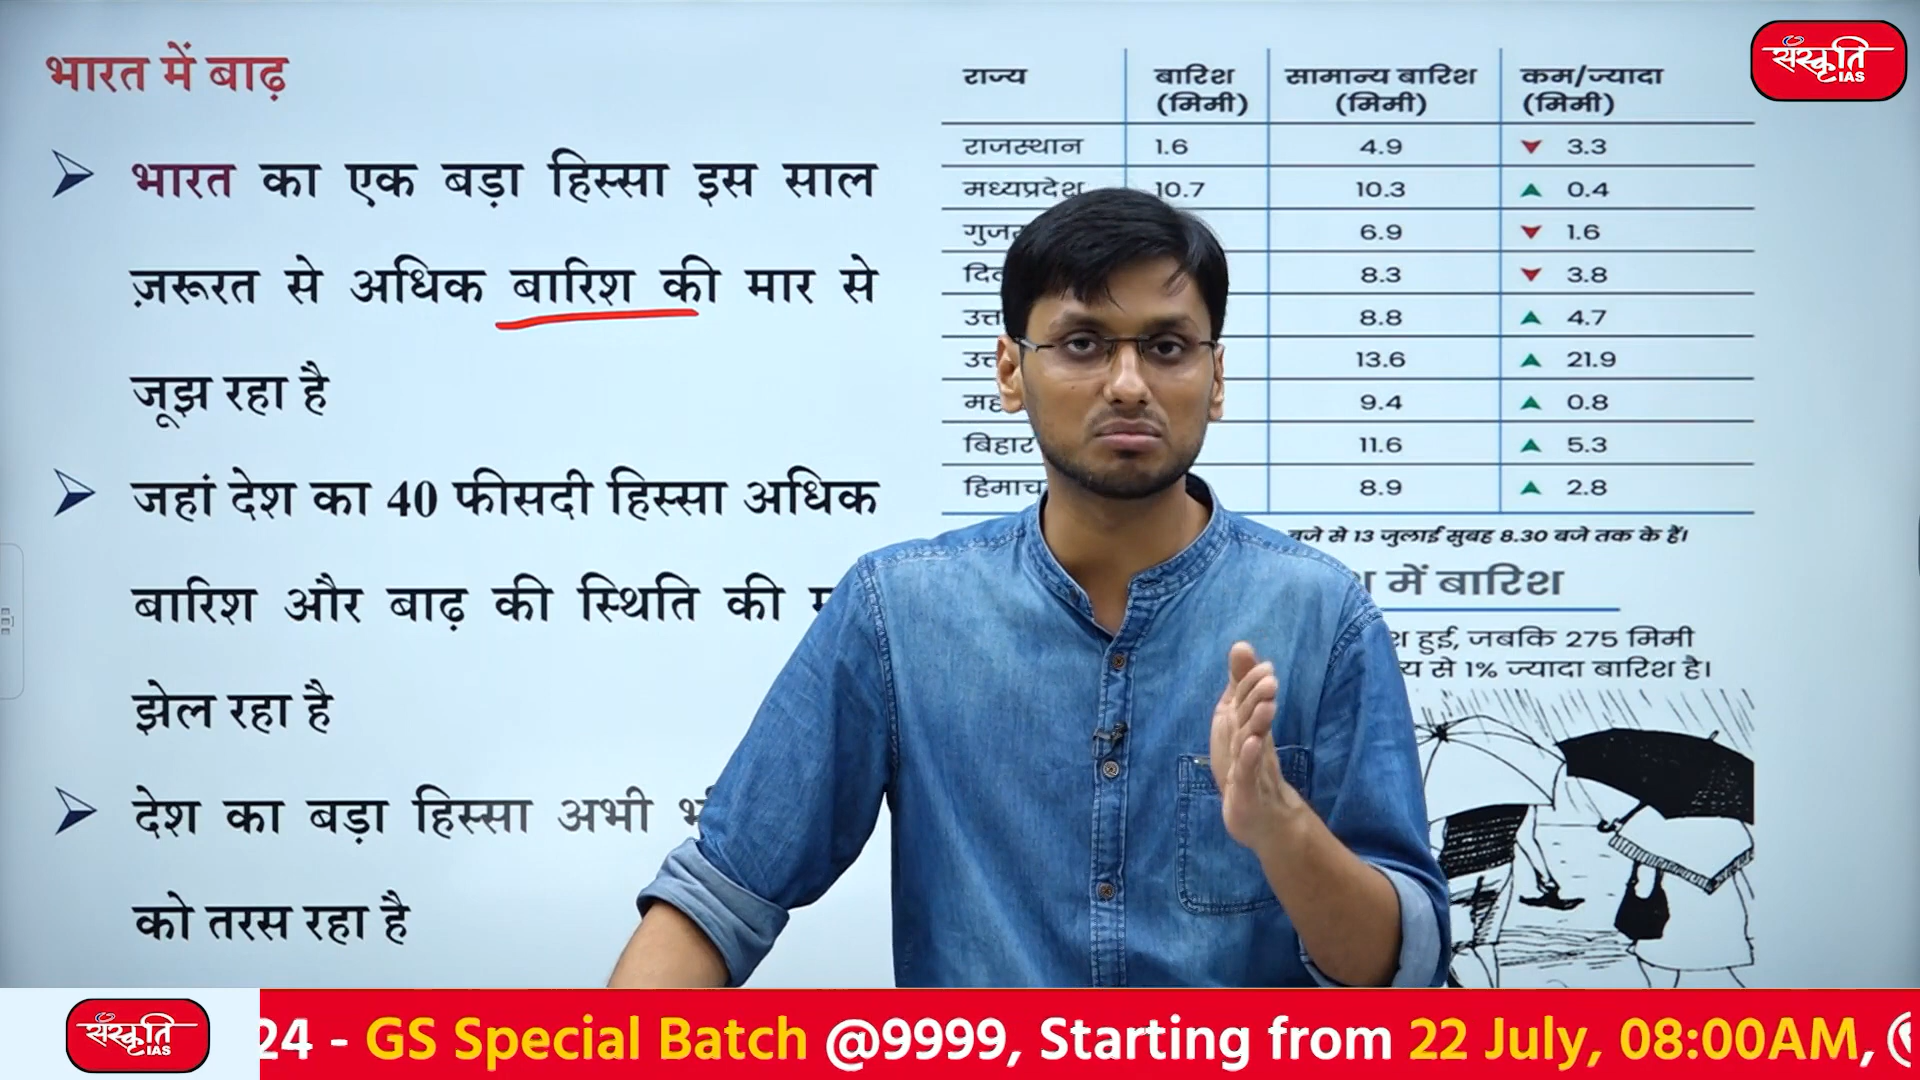 भारत में बाढ़
भारत का एक बड़ा हिस्सा इस साल
ज़रूरत से अधिक बारिश की मार से
जूझ रहा है
जहां देश का 40 फीसदी हिस्सा अधिक
बारिश और बाढ़ की स्थिति की
झेल रहा है
देश का बड़ा हिस्सा अभी
को तरस रहा है
राज्य बारिश (मिमी) सामान्य बारिश (मिमी) कम/ज्यादा (मिमी)
राजस्थान 1.6 4.9 ▼ 3.3
मध्यप्रदेश 10.7 10.3 ▲ 0.4
6.9 ▼ 1.6
8.3 ▼ 3.8
8.8 ▲ 4.7
13.6 ▲ 21.9
9.4 ▲ 0.8
बिहार 11.6 ▲ 5.3
8.9 ▲ 2.8
बजे से 13 जुलाई सुबह 8.30 बजे तक के हैं।
में बारिश
हुई, जबकि 275 मिमी
से 1% ज्यादा बारिश है।
संस्कृति
IAS
संस्कृति
IAS
24 - GS Special Batch @9999, Starting from 22 July, 08:00AM,